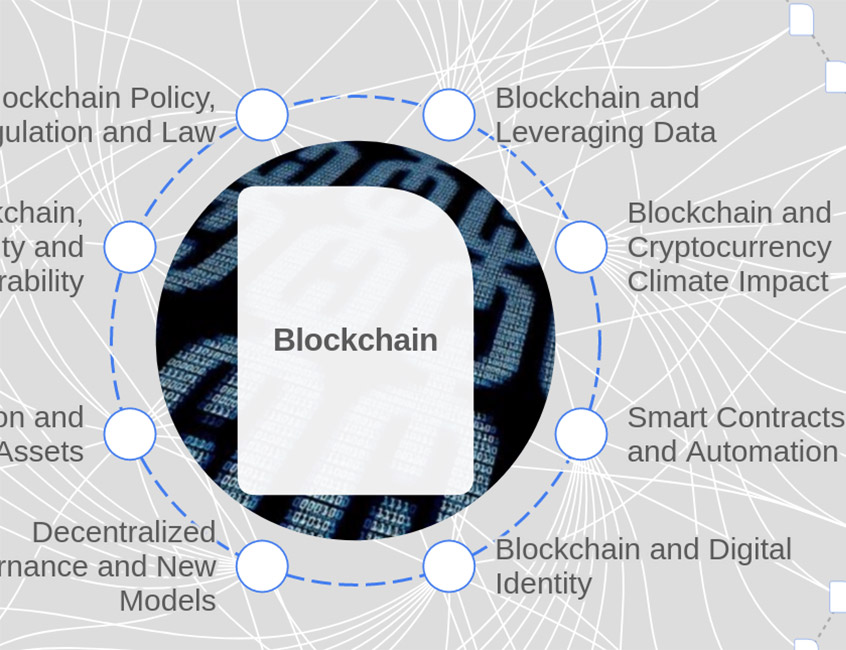 ockchain Policy,
gulation and Law
Blockchain and
Leveraging Data
kchain,
ty and
rability
Blockchain and
Cryptocurrency
Climate Impact
Blockchain
on and
Assets
Smart Contracts
and Automation
Decentralized
rnance and New
Models
Blockchain and Digital
Identity